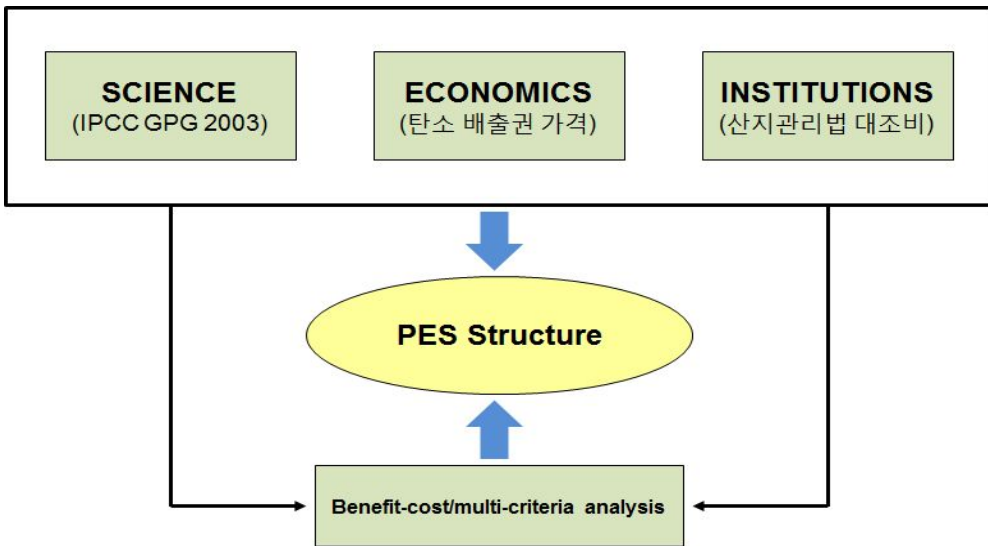 SCIENCE
(IPCC GPG 2003)
ECONOMICS
(탄소 배출권 가격)
INSTITUTIONS
(산지관리법 대조비)
PES Structure
Benefit-cost/multi-criteria analysis